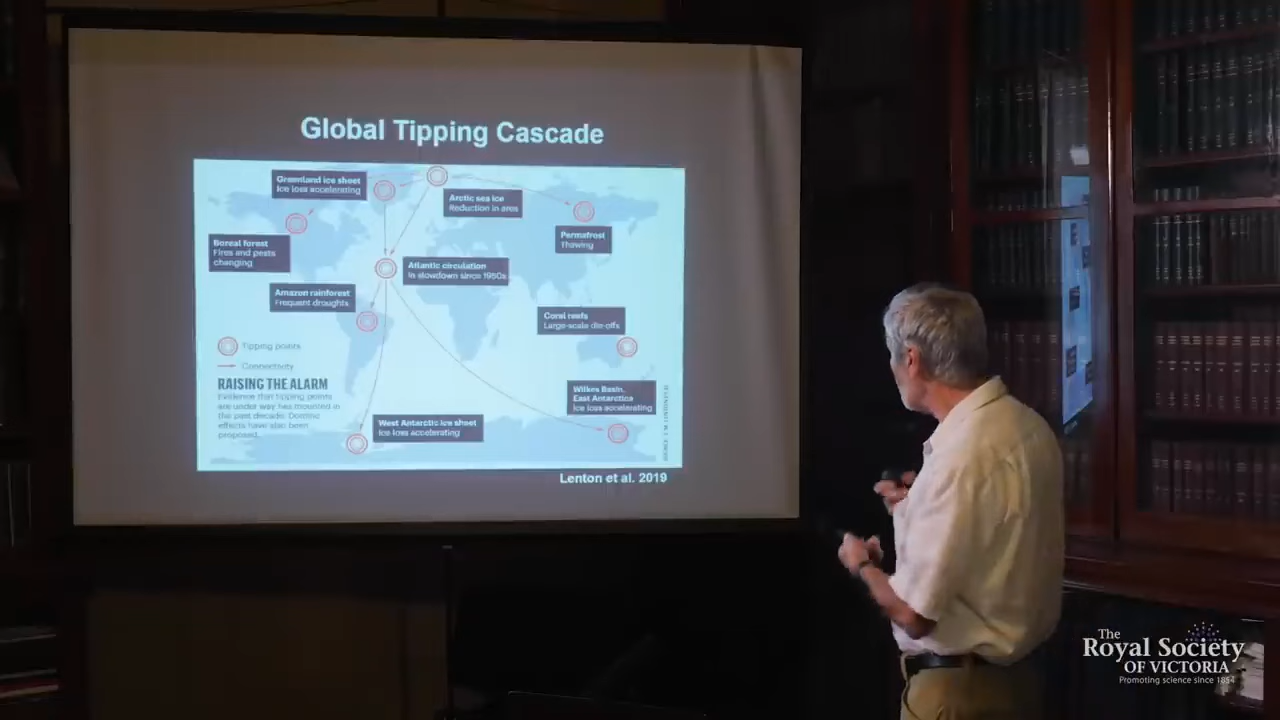 Global Tipping Cascade
Greenland ice sheet
Ice loss accelerating
Arctic sea ice
Reduction in area
Boreal forest
Fires and pests
changing
Permafrost
Thawing
Atlantic circulation
In slowdown since 1950s
Amazon rainforest
Frequent droughts
Coral reefs
Large-scale die-offs
Tipping points
Connectivity
RAISING THE ALARM
Evidence that tipping points
are under way has mounted in
the past decade. Domino
effects have also been
proposed.
Wilkes Basin,
East Antarctica
Ice loss accelerating
West Antarctic ice sheet
Ice loss accelerating
Lenton et al. 2019
The
Royal Society
OF VICTORIA
Promoting science since 1854